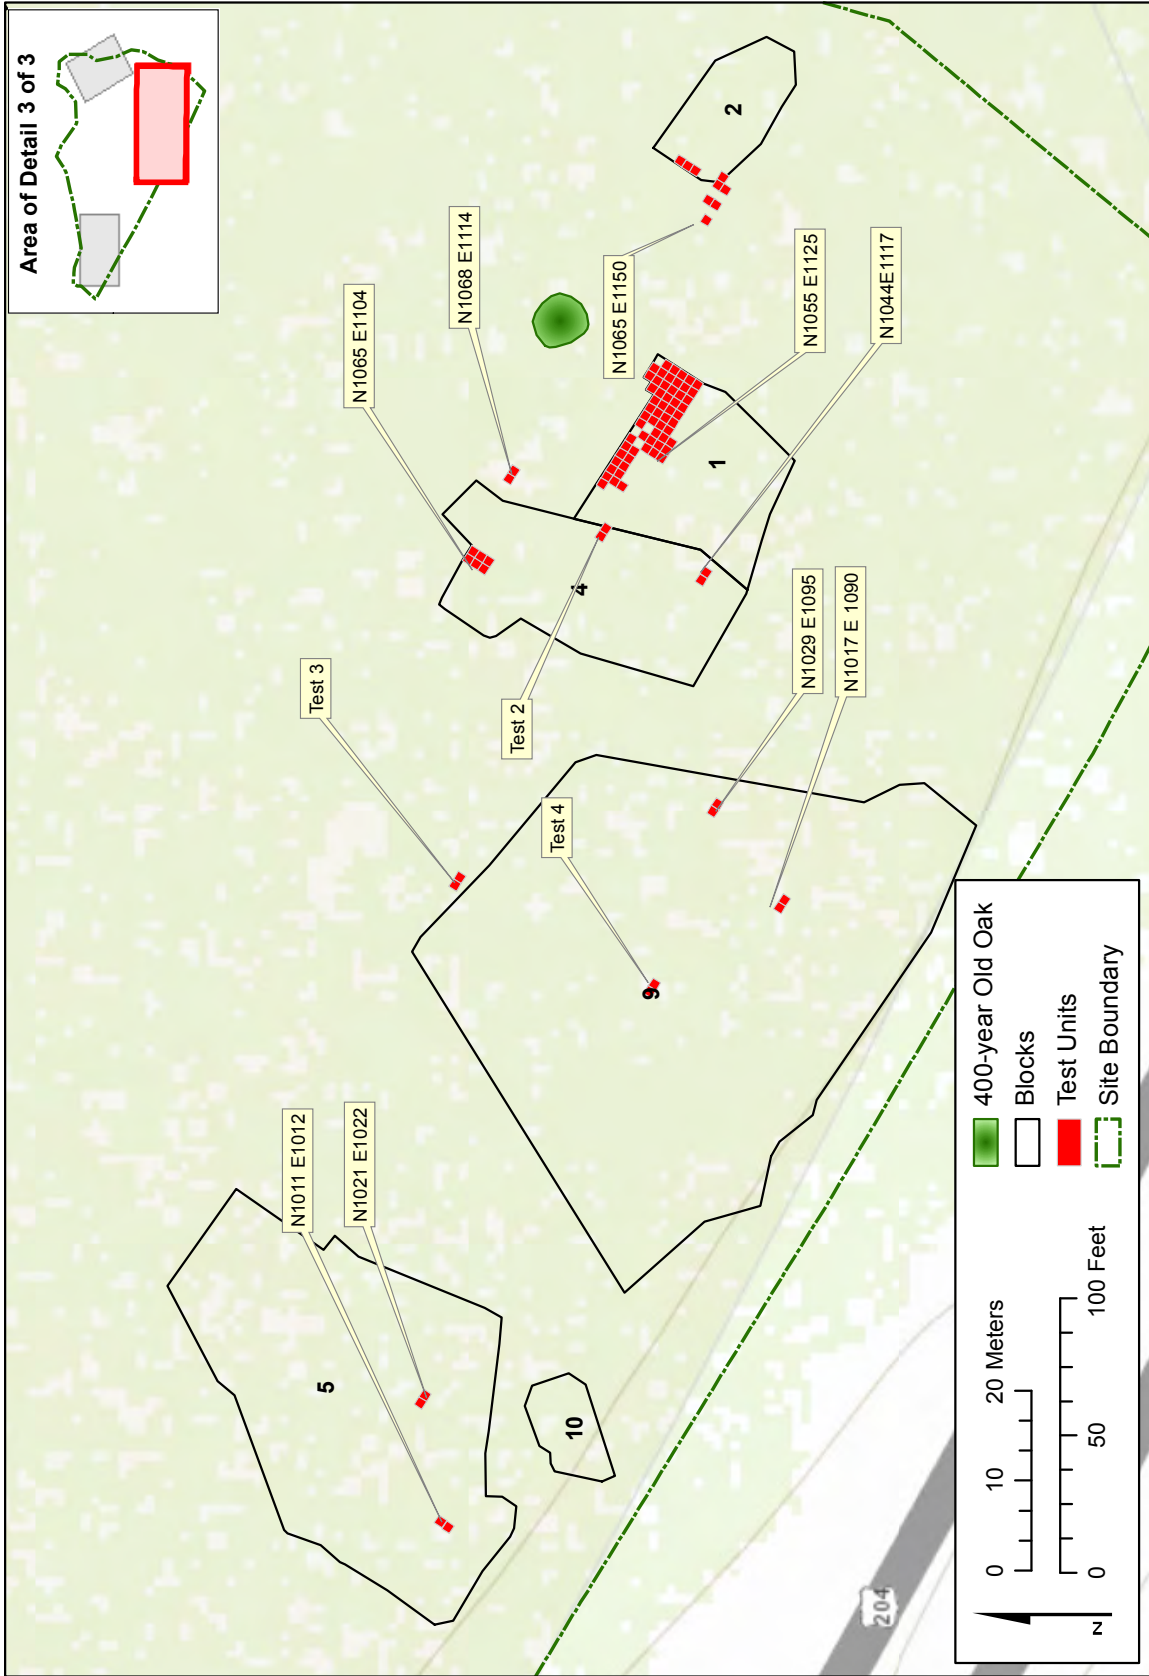 Area of Detail 3 of 3
N1011 E1012
N1021 E1022
Test 3
Test 4
Test 2
N1065 E1104
N1068 E1114
N1065 E1150
N1055 E1125
N1044E1117
N1029 E1095
N1017 E 1090
5
10
9
4
1
2
204
N
0 10 20 Meters
0 50 100 Feet
400-year Old Oak
Blocks
Test Units
Site Boundary